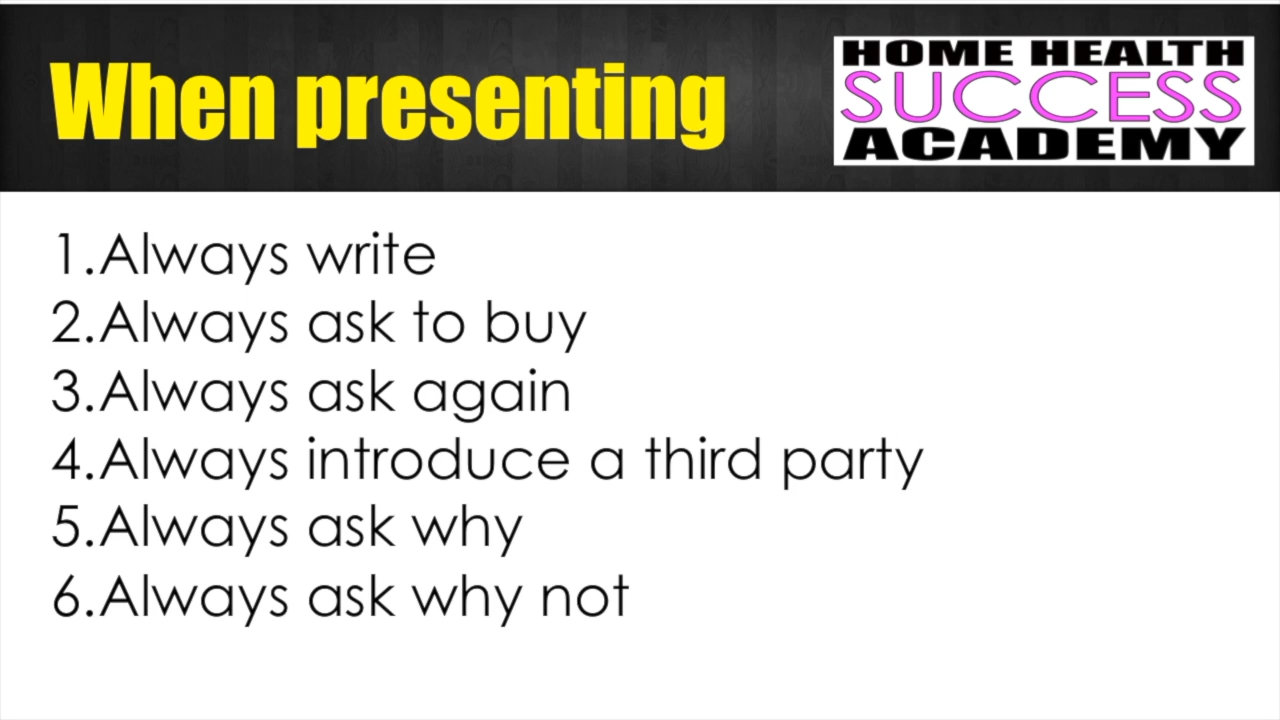 When presenting
HOME HEALTH
SUCCESS
ACADEMY
1.Always write
2.Always ask to buy
3.Always ask again
4.Always introduce a third party
5.Always ask why
6.Always ask why not